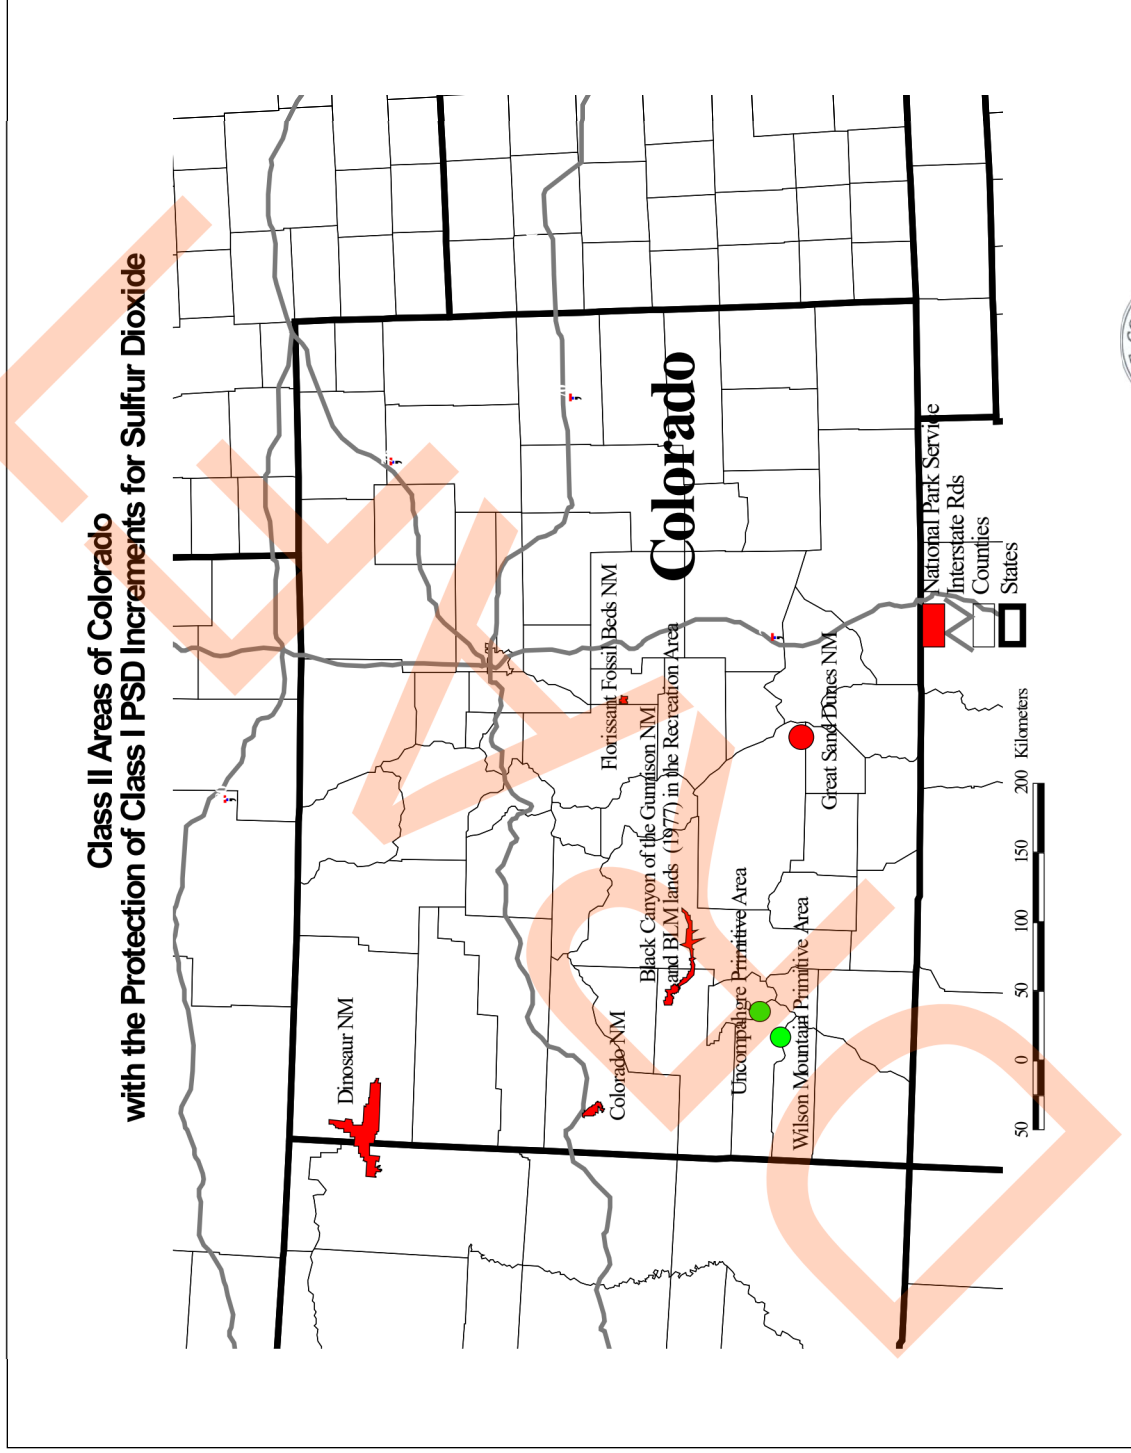 Class II Areas of Colorado
with the Protection of Class I PSD Increments for Sulfur Dioxide
Dinosaur NM
Colorado NM
Florissant Fossil Beds NM
Black Canyon of the Gunnison NM
and BLM lands (1977) in the Recreation Area
Colorado
Uncompahgre Primitive Area
Wilson Mountain Primitive Area
Great Sand Dunes NM
National Park Service
Interstate Rds
Counties
States
50 0 50 100 150 200 Kilometers
DRAFT